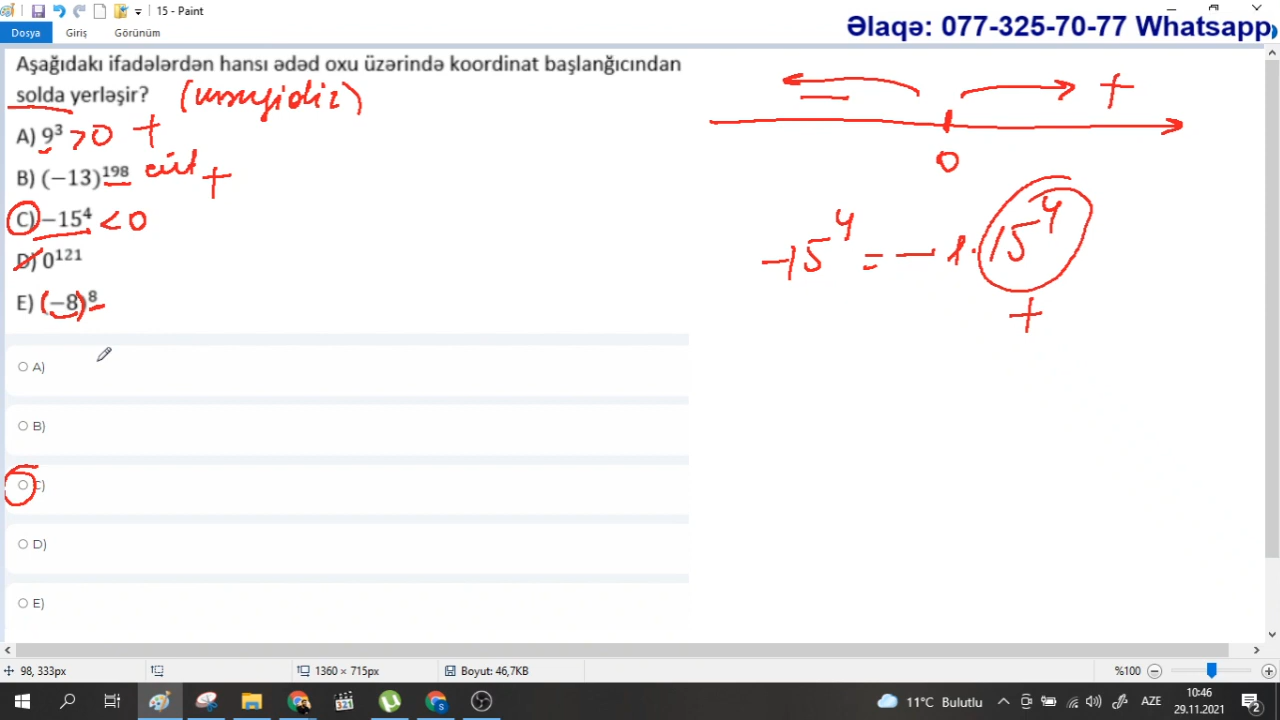 15 - Paint
Əlaqə: 077-325-70-77 Whatsapp
Dosya Giriş Görünüm
Aşağıdakı ifadələrdən hansı ədəd oxu üzərində koordinat başlanğıcından
solda yerləşir?
A) 9³ >0 +
B) (−13)¹⁹⁸ cüt +
C) −15⁴ <0
D) 0¹²¹
E) (−8)⁸
A)
B)
C)
D)
E)
− +
0
-15⁴ = -1·15⁴
+
98, 333px 1360 × 715px Boyut: 46,7KB %100
11°C Bulutlu AZE 10:46
29.11.2021 2